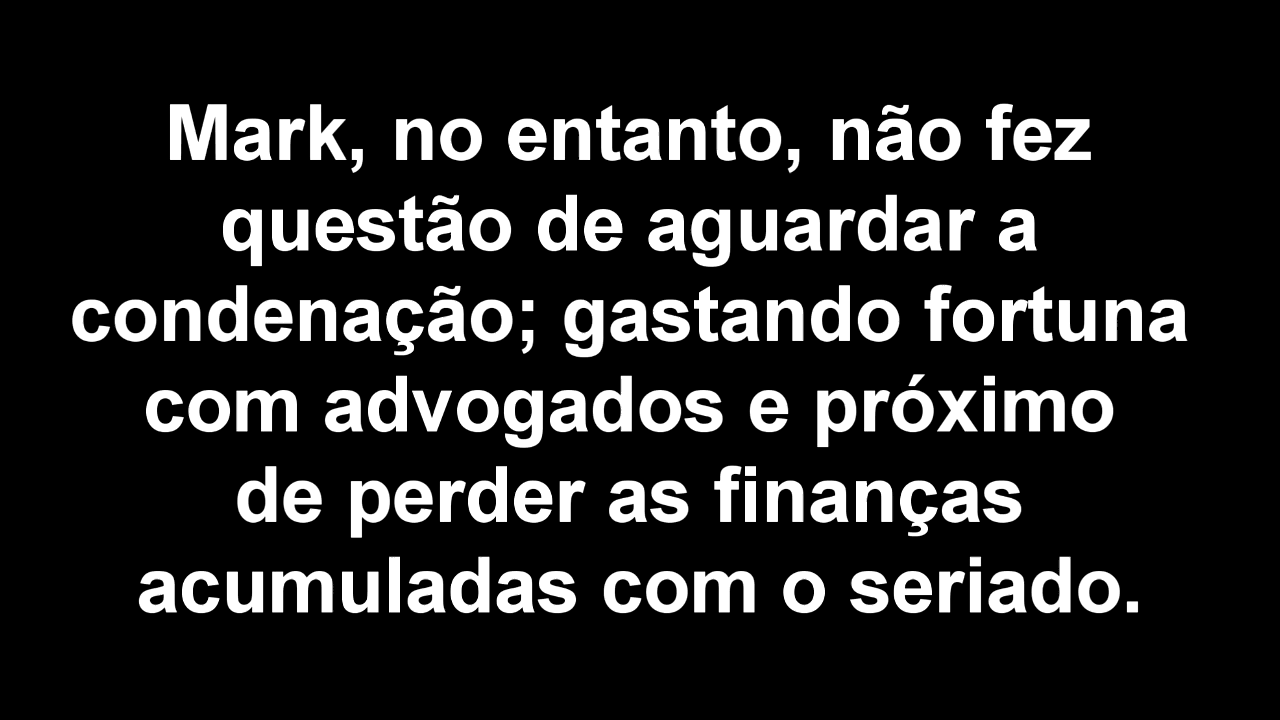 Mark, no entanto, não fez
questão de aguardar a
condenação; gastando fortuna
com advogados e próximo
de perder as finanças
acumuladas com o seriado.